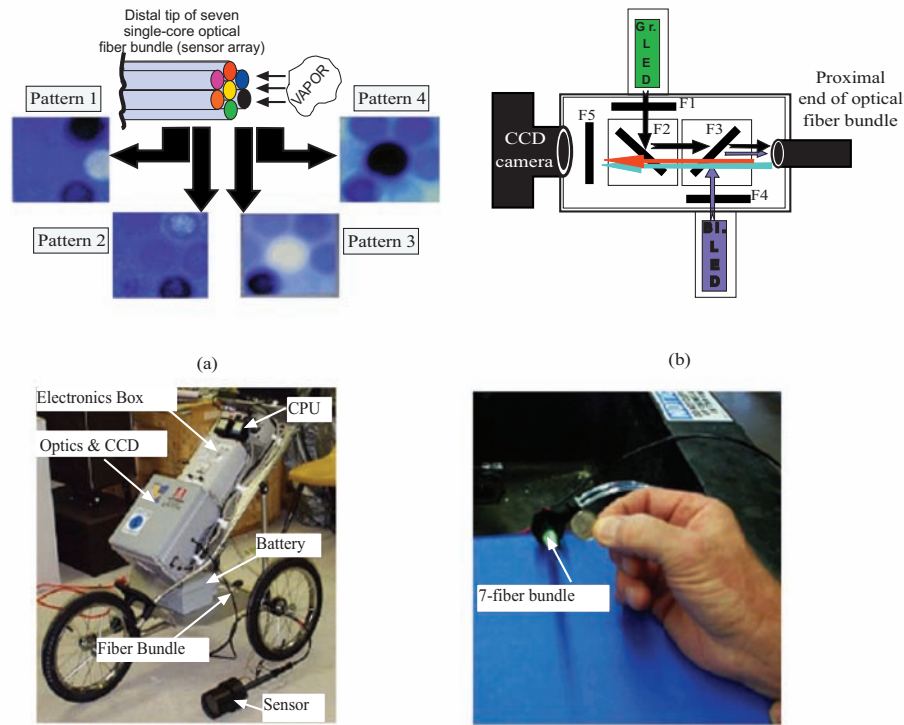 Distal tip of seven
single-core optical
fiber bundle (sensor array)
VAPOR
Pattern 1
Pattern 4
Pattern 2
Pattern 3
Gr.
L
E
D
F1
F5
F2
F3
CCD
camera
Proximal
end of optical
fiber bundle
F4
Bl.
L
E
D
(a)
(b)
Electronics Box
CPU
Optics & CCD
Battery
Fiber Bundle
Sensor
7-fiber bundle